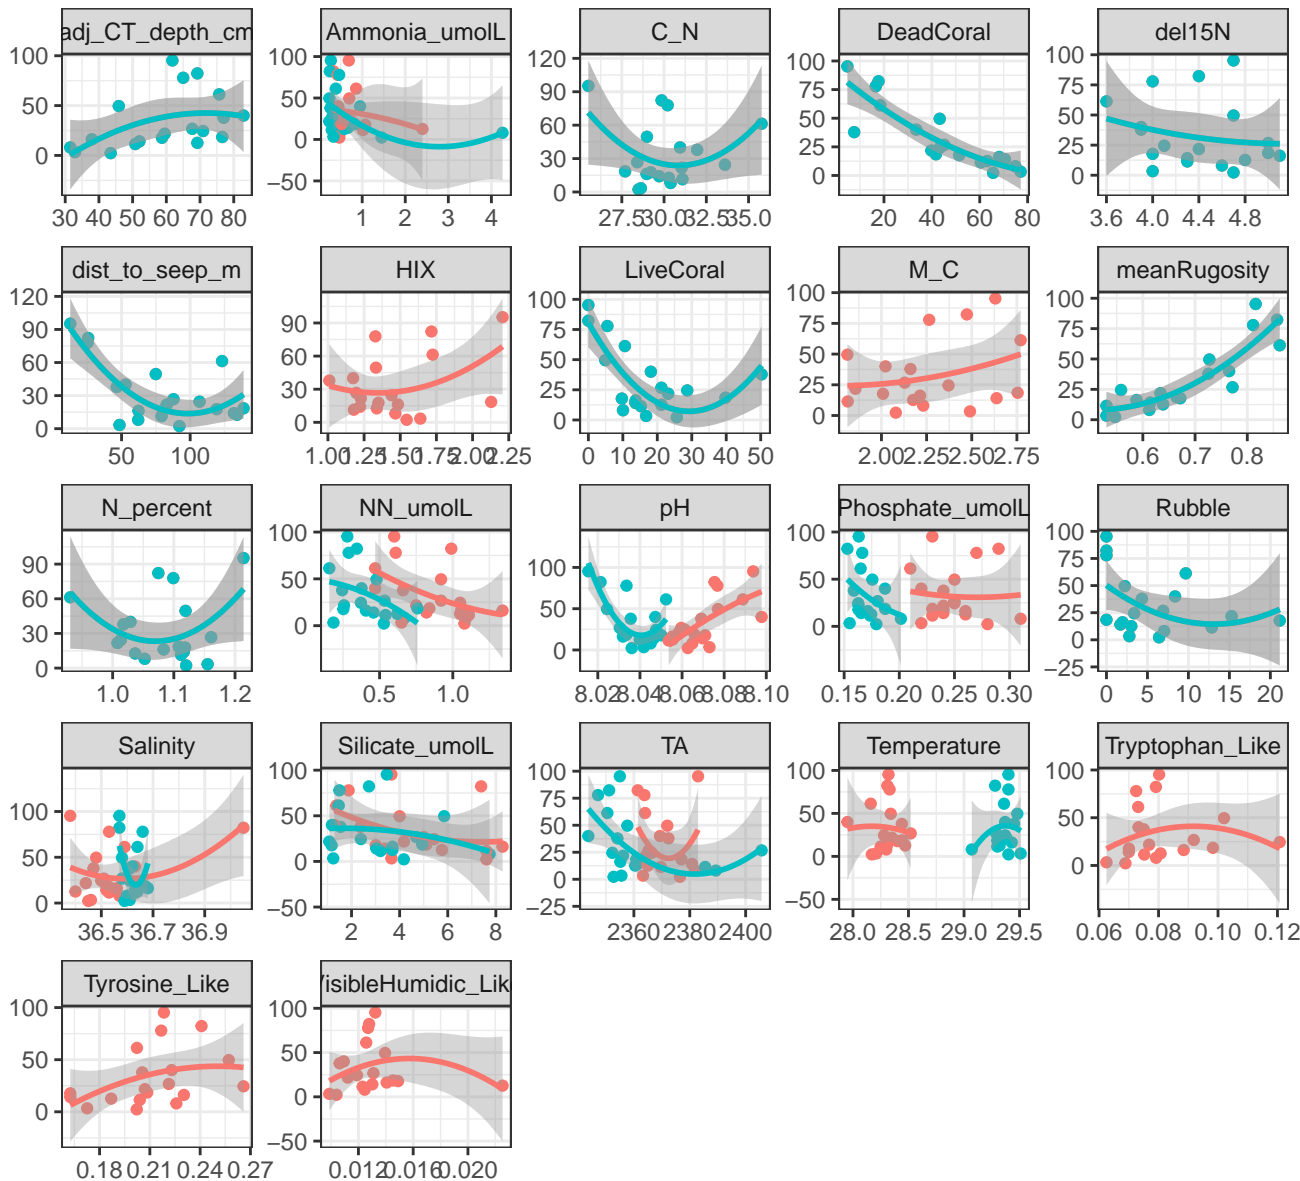 adj_CT_depth_cm
Ammonia_umolL
C_N
DeadCoral
del15N
100
50
0
30 40 50 60 70 80
100
50
0
−50
1 2 3 4
120
90
60
30
0
27.5 30.0 32.5 35.0
100
75
50
25
0
20 40 60 80
100
75
50
25
0
3.6 4.0 4.4 4.8
dist_to_seep_m
HIX
LiveCoral
M_C
meanRugosity
120
90
60
30
0
50 100
90
60
30
0
1.00 1.25 1.50 1.75 2.00 2.25
100
75
50
25
0
0 10 20 30 40 50
100
75
50
25
0
2.00 2.25 2.50 2.75
100
75
50
25
0
0.6 0.7 0.8
N_percent
NN_umolL
pH
Phosphate_umolL
Rubble
90
60
30
0
1.0 1.1 1.2
100
50
0
0.5 1.0
100
50
0
8.02 8.04 8.06 8.08 8.10
100
50
0
0.15 0.20 0.25 0.30
100
75
50
25
0
−25
0 5 10 15 20
Salinity
Silicate_umolL
TA
Temperature
Tryptophan_Like
100
50
0
36.5 36.7 36.9
100
50
0
−50
2 4 6 8
100
75
50
25
0
−25
2360 2380 2400
100
50
0
−50
28.0 28.5 29.0 29.5
100
50
0
0.06 0.08 0.10 0.12
Tyrosine_Like
isibleHumidic_Lik
100
50
0
0.18 0.21 0.24 0.27
100
50
0
−50
0.012 0.016 0.020